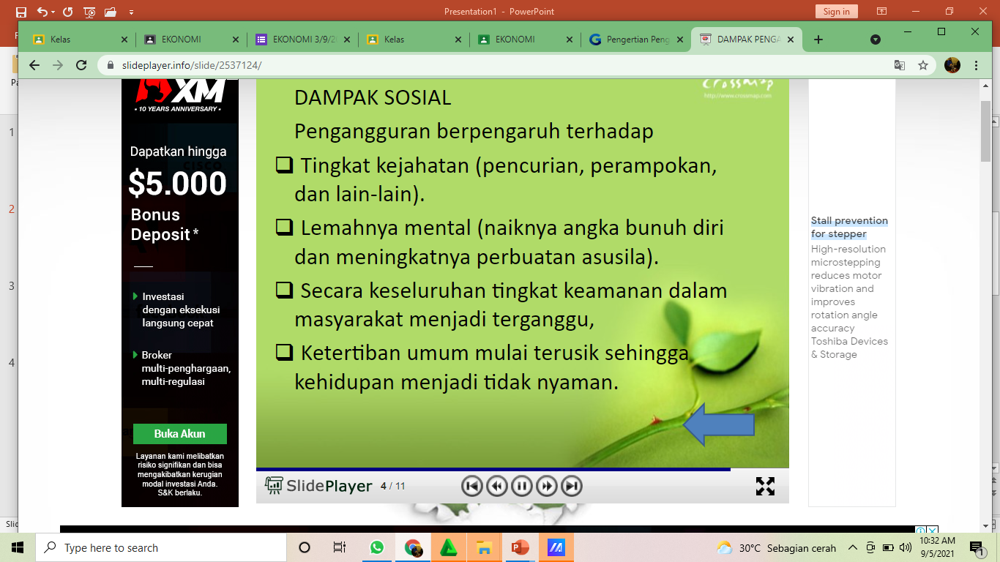 Presentation1 - PowerPoint
Sign in
Kelas
EKONOMI
EKONOMI 3/9/2
Kelas
EKONOMI
Pengertian Peng
DAMPAK PENGA
slideplayer.info/slide/2537124/
XM
• 10 YEARS ANNIVERSARY •
Dapatkan hingga
$5.000
Bonus
Deposit*
Investasi
dengan eksekusi
langsung cepat
Broker
multi-penghargaan,
multi-regulasi
Buka Akun
Layanan kami melibatkan
risiko signifikan dan bisa
mengakibatkan kerugian
modal investasi Anda.
S&K berlaku.
crossmap
http://www.crossmap.com
DAMPAK SOSIAL
Pengangguran berpengaruh terhadap
❑ Tingkat kejahatan (pencurian, perampokan,
dan lain-lain).
❑ Lemahnya mental (naiknya angka bunuh diri
dan meningkatnya perbuatan asusila).
❑ Secara keseluruhan tingkat keamanan dalam
masyarakat menjadi terganggu,
❑ Ketertiban umum mulai terusik sehingga
kehidupan menjadi tidak nyaman.
SlidePlayer
4 / 11
Stall prevention
for stepper
High-resolution
microstepping
reduces motor
vibration and
improves
rotation angle
accuracy
Toshiba Devices
& Storage
1
2
3
4
Type here to search
30°C Sebagian cerah
10:32 AM
9/5/2021
1